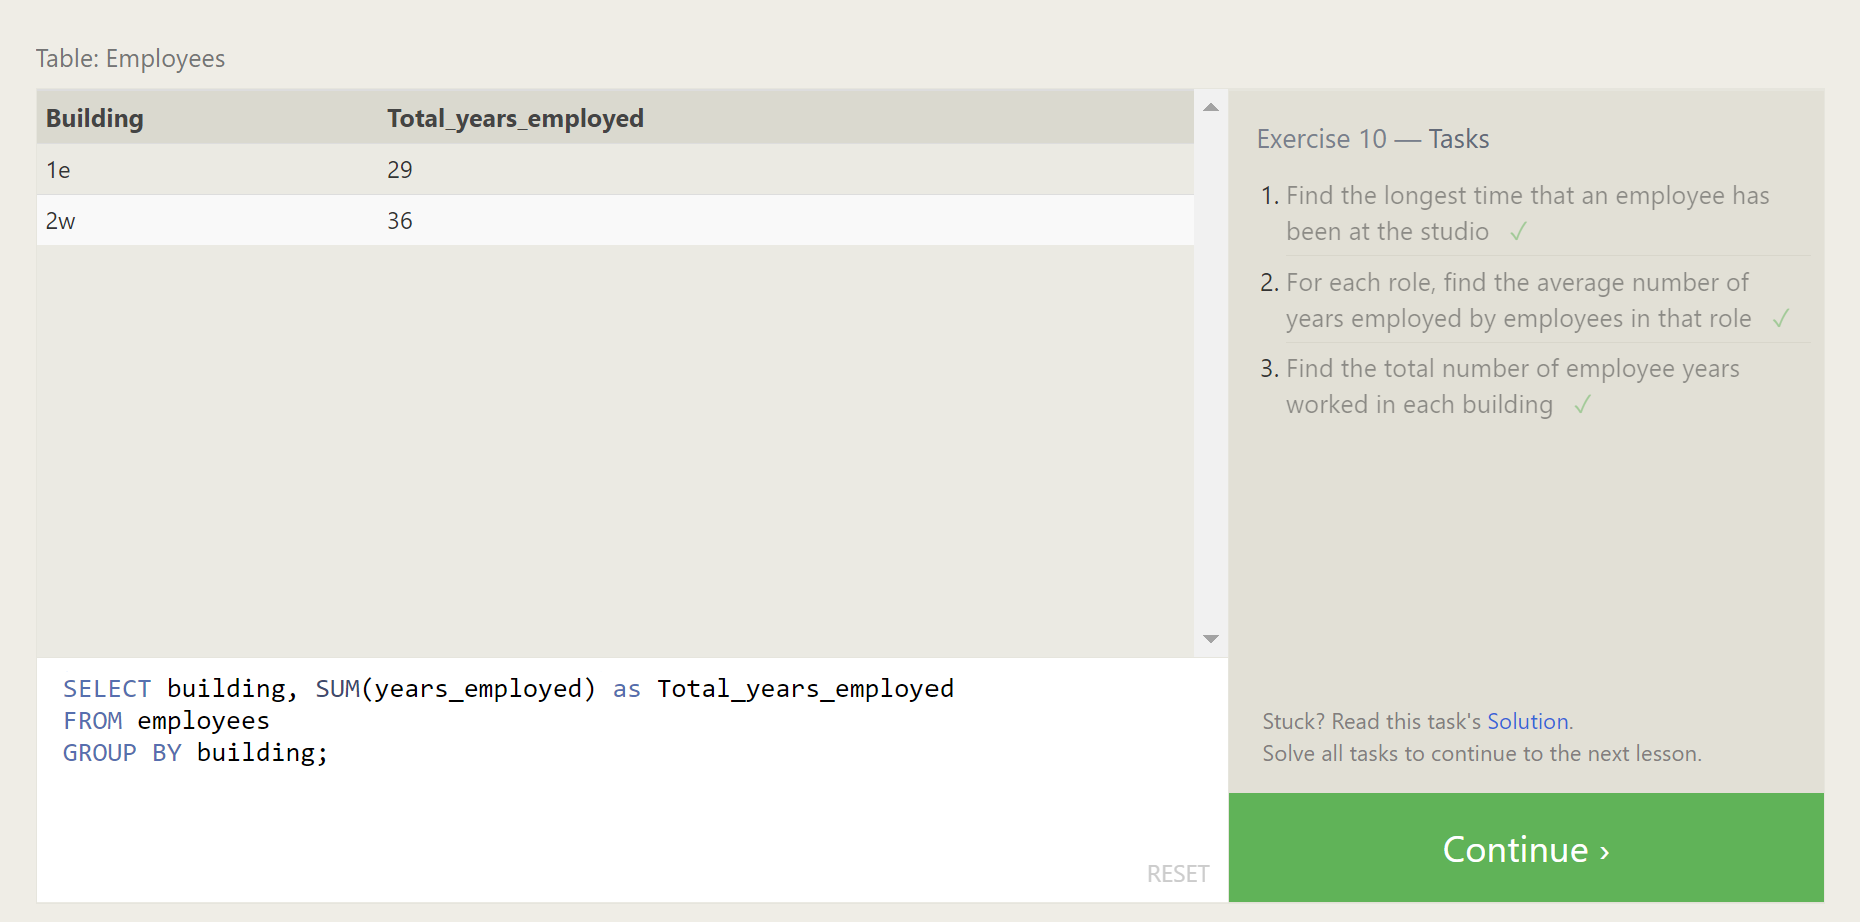 Table: Employees
Building Total_years_employed
1e 29
2w 36
SELECT building, SUM(years_employed) as Total_years_employed
FROM employees
GROUP BY building;
RESET
Exercise 10 — Tasks
1. Find the longest time that an employee has
been at the studio ✓
2. For each role, find the average number of
years employed by employees in that role ✓
3. Find the total number of employee years
worked in each building ✓
Stuck? Read this task's Solution.
Solve all tasks to continue to the next lesson.
Continue ›